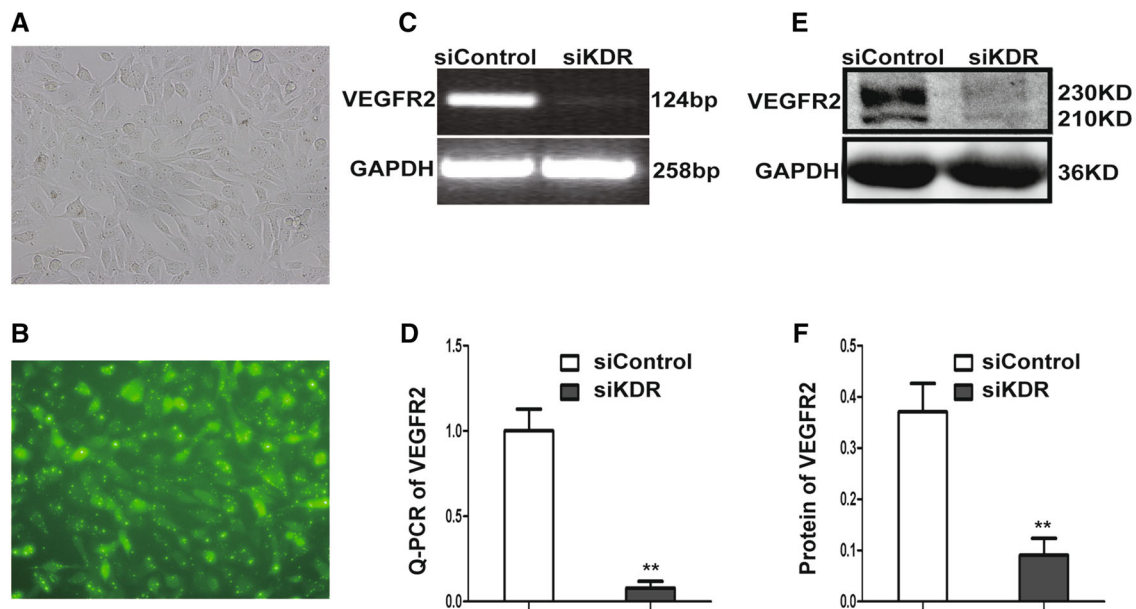 A
C
siControl siKDR
VEGFR2 124bp
GAPDH 258bp
E
siControl siKDR
VEGFR2 230KD
210KD
GAPDH 36KD
B
D
siControl
siKDR
Q-PCR of VEGFR2
1.5
1.0
0.5
0.0
**
F
siControl
siKDR
Protein of VEGFR2
0.5
0.4
0.3
0.2
0.1
0.0
**